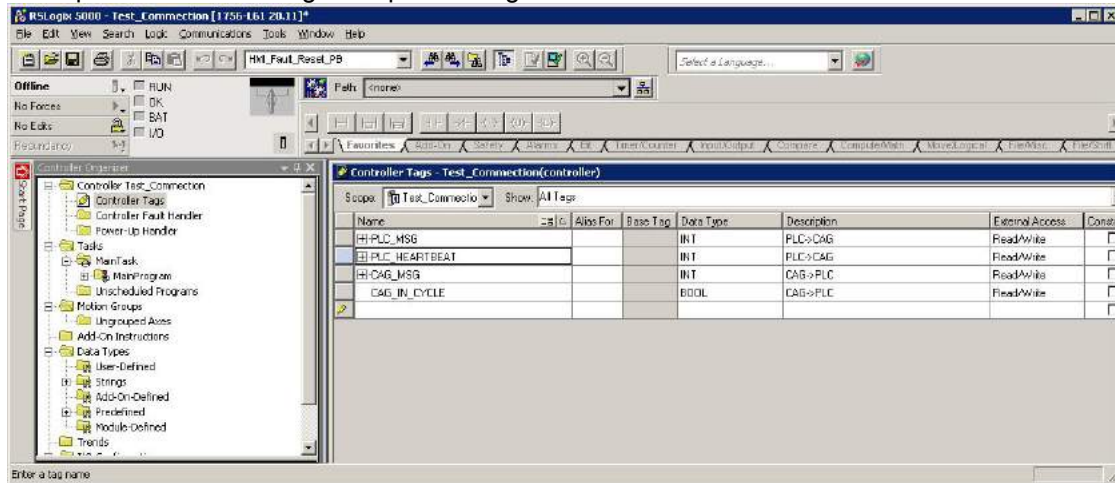 RSLogix 5000 - Test_Commection [1756-L61 20.11]*
File Edit View Search Logic Communications Tools Window Help
HMI_Fault_Reset_PB
Select a Language...
Offline
RUN
Path: <none>
No Forces
OK
No Edits
BAT
I/O
Redundancy
Favorites Add-On Safety Alarms Bit Timer/Counter Input/Output Compare Compute/Math Move/Logical File/Misc. File/Shift
Start Page
Controller Organizer
Controller Test_Commection
Controller Tags
Controller Fault Handler
Power-Up Handler
Tasks
MainTask
MainProgram
Unscheduled Programs
Motion Groups
Ungrouped Axes
Add-On Instructions
Data Types
User-Defined
Strings
Add-On-Defined
Predefined
Module-Defined
Trends
Controller Tags - Test_Commection(controller)
Scope: Test_Commectio Show: All Tags
Name Alias For Base Tag Data Type Description External Access Const
PLC_MSG INT PLC->CAG Read/Write
PLC_HEARTBEAT INT PLC->CAG Read/Write
CAG_MSG INT CAG->PLC Read/Write
CAG_IN_CYCLE BOOL CAG->PLC Read/Write
Enter a tag name